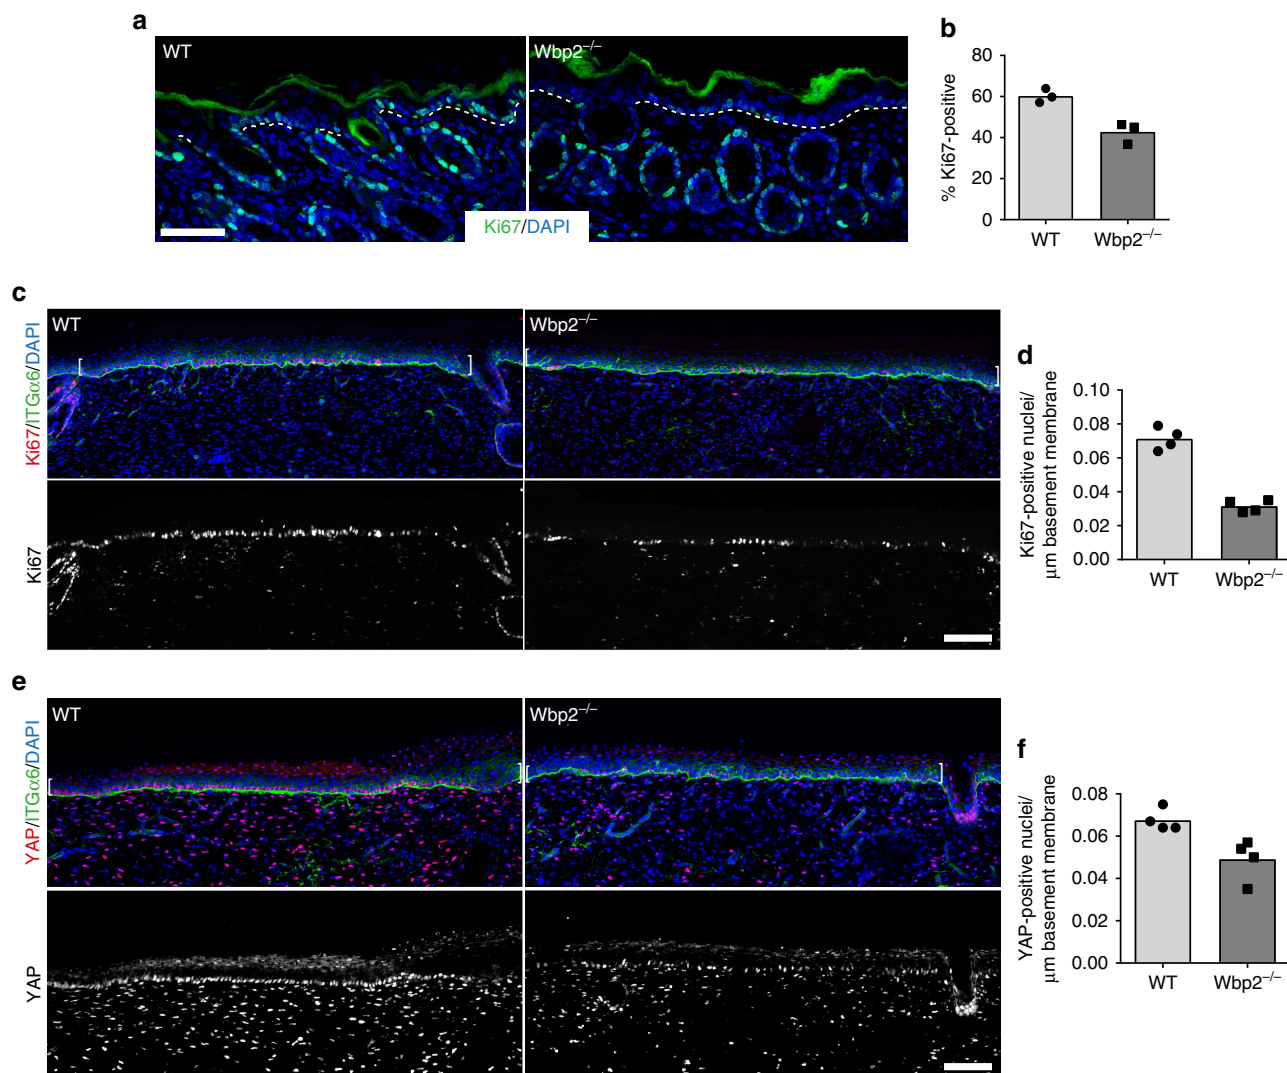 a
WT
Wbp2−/−
Ki67/DAPI
b
% Ki67-positive
80
60
40
20
0
WT
Wbp2−/−
c
Ki67/ITGα6/DAPI
WT
Wbp2−/−
Ki67
d
Ki67-positive nuclei/
μm basement membrane
0.10
0.08
0.06
0.04
0.02
0.00
WT
Wbp2−/−
e
YAP/ITGα6/DAPI
WT
Wbp2−/−
YAP
f
YAP-positive nuclei/
μm basement membrane
0.08
0.06
0.04
0.02
0.00
WT
Wbp2−/−